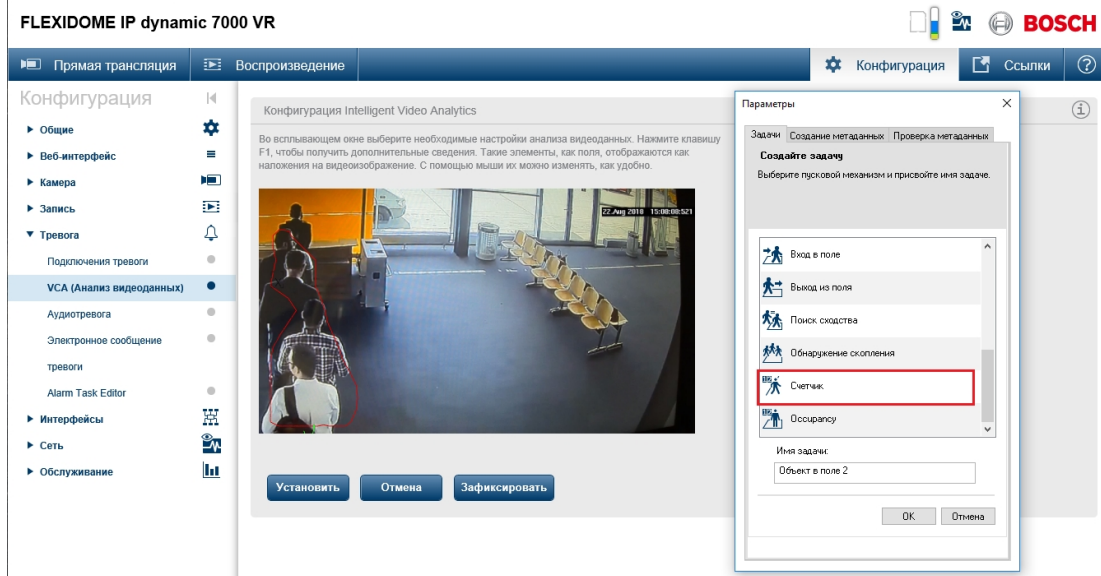 FLEXIDOME IP dynamic 7000 VR
BOSCH
Прямая трансляция
Воспроизведение
Конфигурация
Ссылки
Конфигурация
Общие
Веб-интерфейс
Камера
Запись
Тревога
Подключения тревоги
VCA (Анализ видеоданных)
Аудиотревога
Электронное сообщение
тревоги
Alarm Task Editor
Интерфейсы
Сеть
Обслуживание
Конфигурация Intelligent Video Analytics
Во всплывающем окне выберите необходимые настройки анализа видеоданных. Нажмите клавишу
F1, чтобы получить дополнительные сведения. Такие элементы, как поля, отображаются как
наложения на видеоизображение. С помощью мыши их можно изменять, как удобно.
22.Aug 2018 15:00:00:521
Установить
Отмена
Зафиксировать
Параметры
Задачи
Создание метаданных
Проверка метаданных
Создайте задачу
Выберите пусковой механизм и присвойте имя задаче.
Вход в поле
Выход из поля
Поиск сходства
Обнаружение скопления
Счетчик
Occupancy
Имя задачи:
Объект в поле 2
OK
Отмена